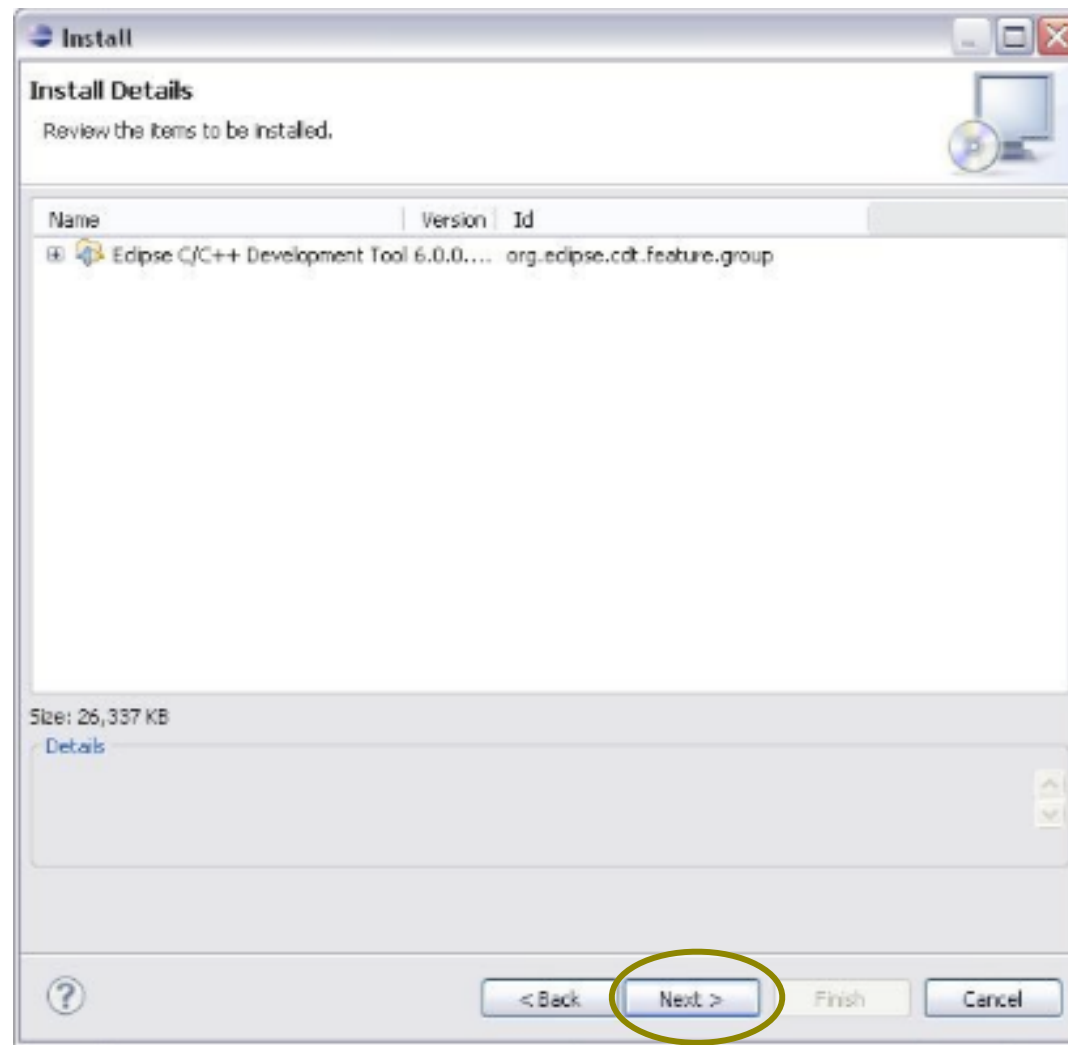 Install
Install Details
Review the items to be installed.
Name Version Id
Eclipse C/C++ Development Tool 6.0.0.... org.eclipse.cdt.feature.group
Size: 26,337 KB
Details
?
< Back Next > Finish Cancel